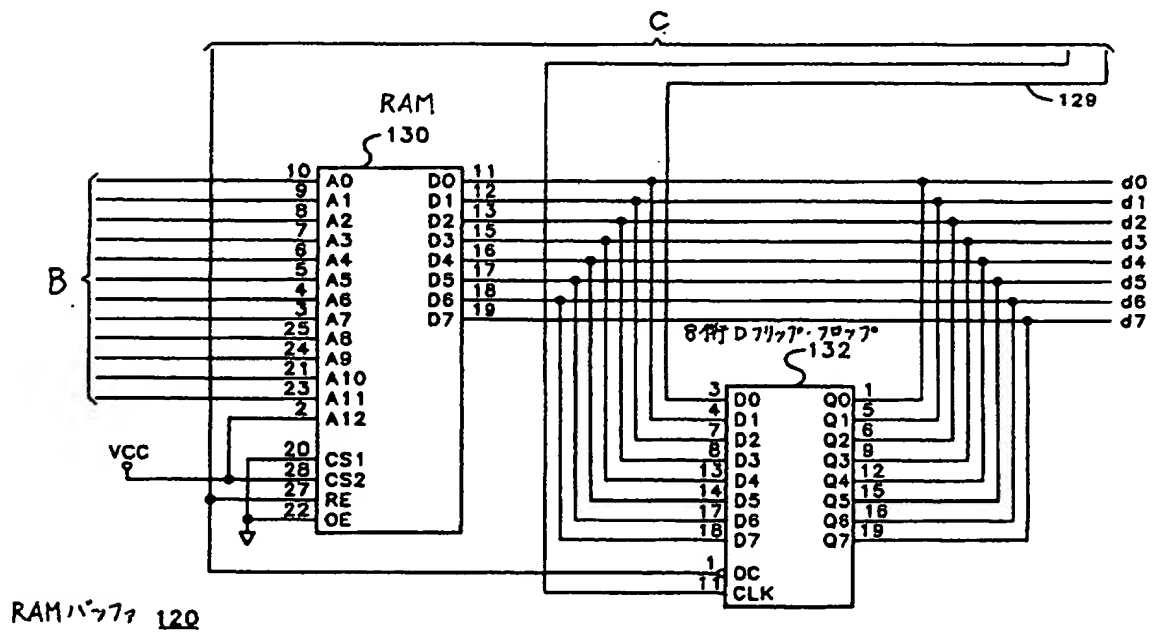 C
129
RAM
130
B
10 A0 D0 11 d0
9 A1 D1 12 d1
8 A2 D2 13 d2
7 A3 D3 15 d3
6 A4 D4 16 d4
5 A5 D5 17 d5
4 A6 D6 18 d6
3 A7 D7 19 d7
25 A8
24 A9
21 A10
23 A11
2 A12
VCC
20 CS1
28 CS2
27 RE
22 OE
8桁Dフリップ・フロップ
132
3 D0 Q0 1
4 D1 Q1 5
7 D2 Q2 6
8 D3 Q3 9
13 D4 Q4 12
14 D5 Q5 15
17 D6 Q6 16
18 D7 Q7 19
1 OC
11 CLK
RAMバッファ 120